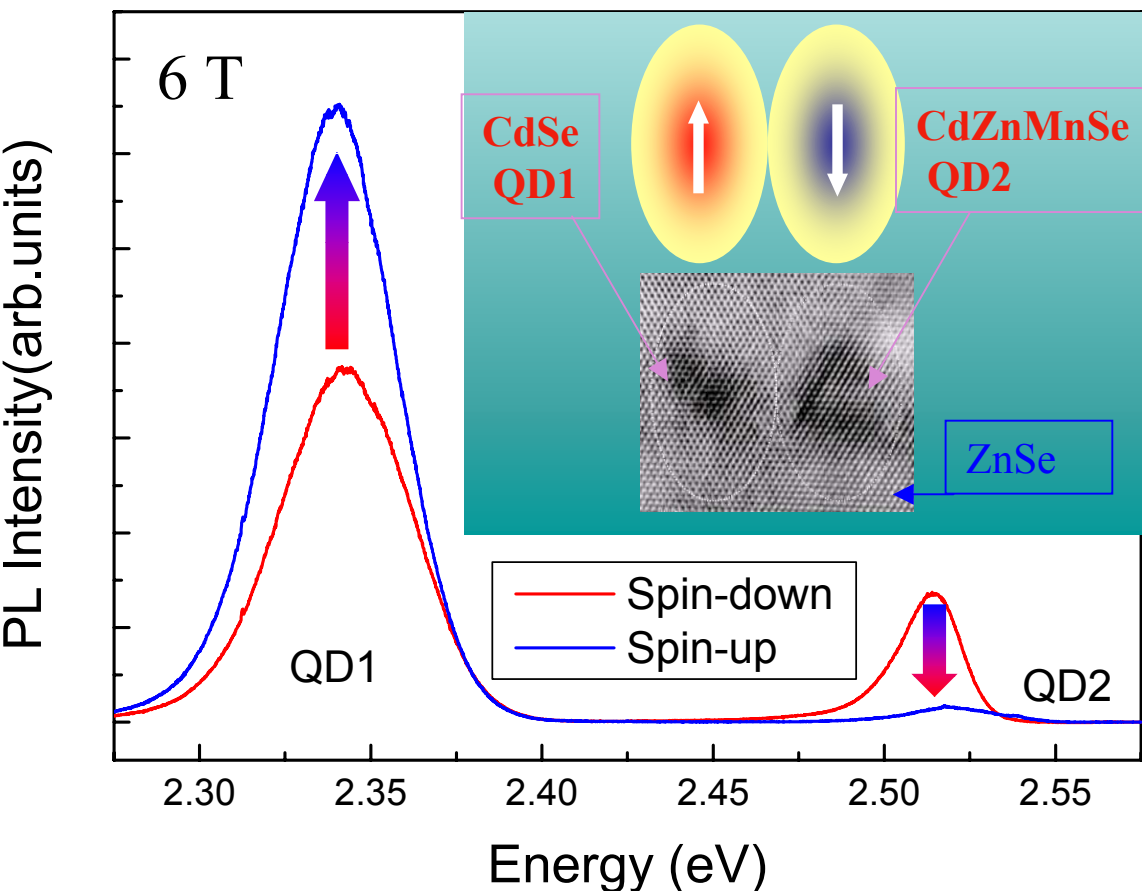 6 T
CdSe
QD1
CdZnMnSe
QD2
ZnSe
PL Intensity(arb.units)
Spin-down
Spin-up
QD1
QD2
2.30 2.35 2.40 2.45 2.50 2.55
Energy (eV)